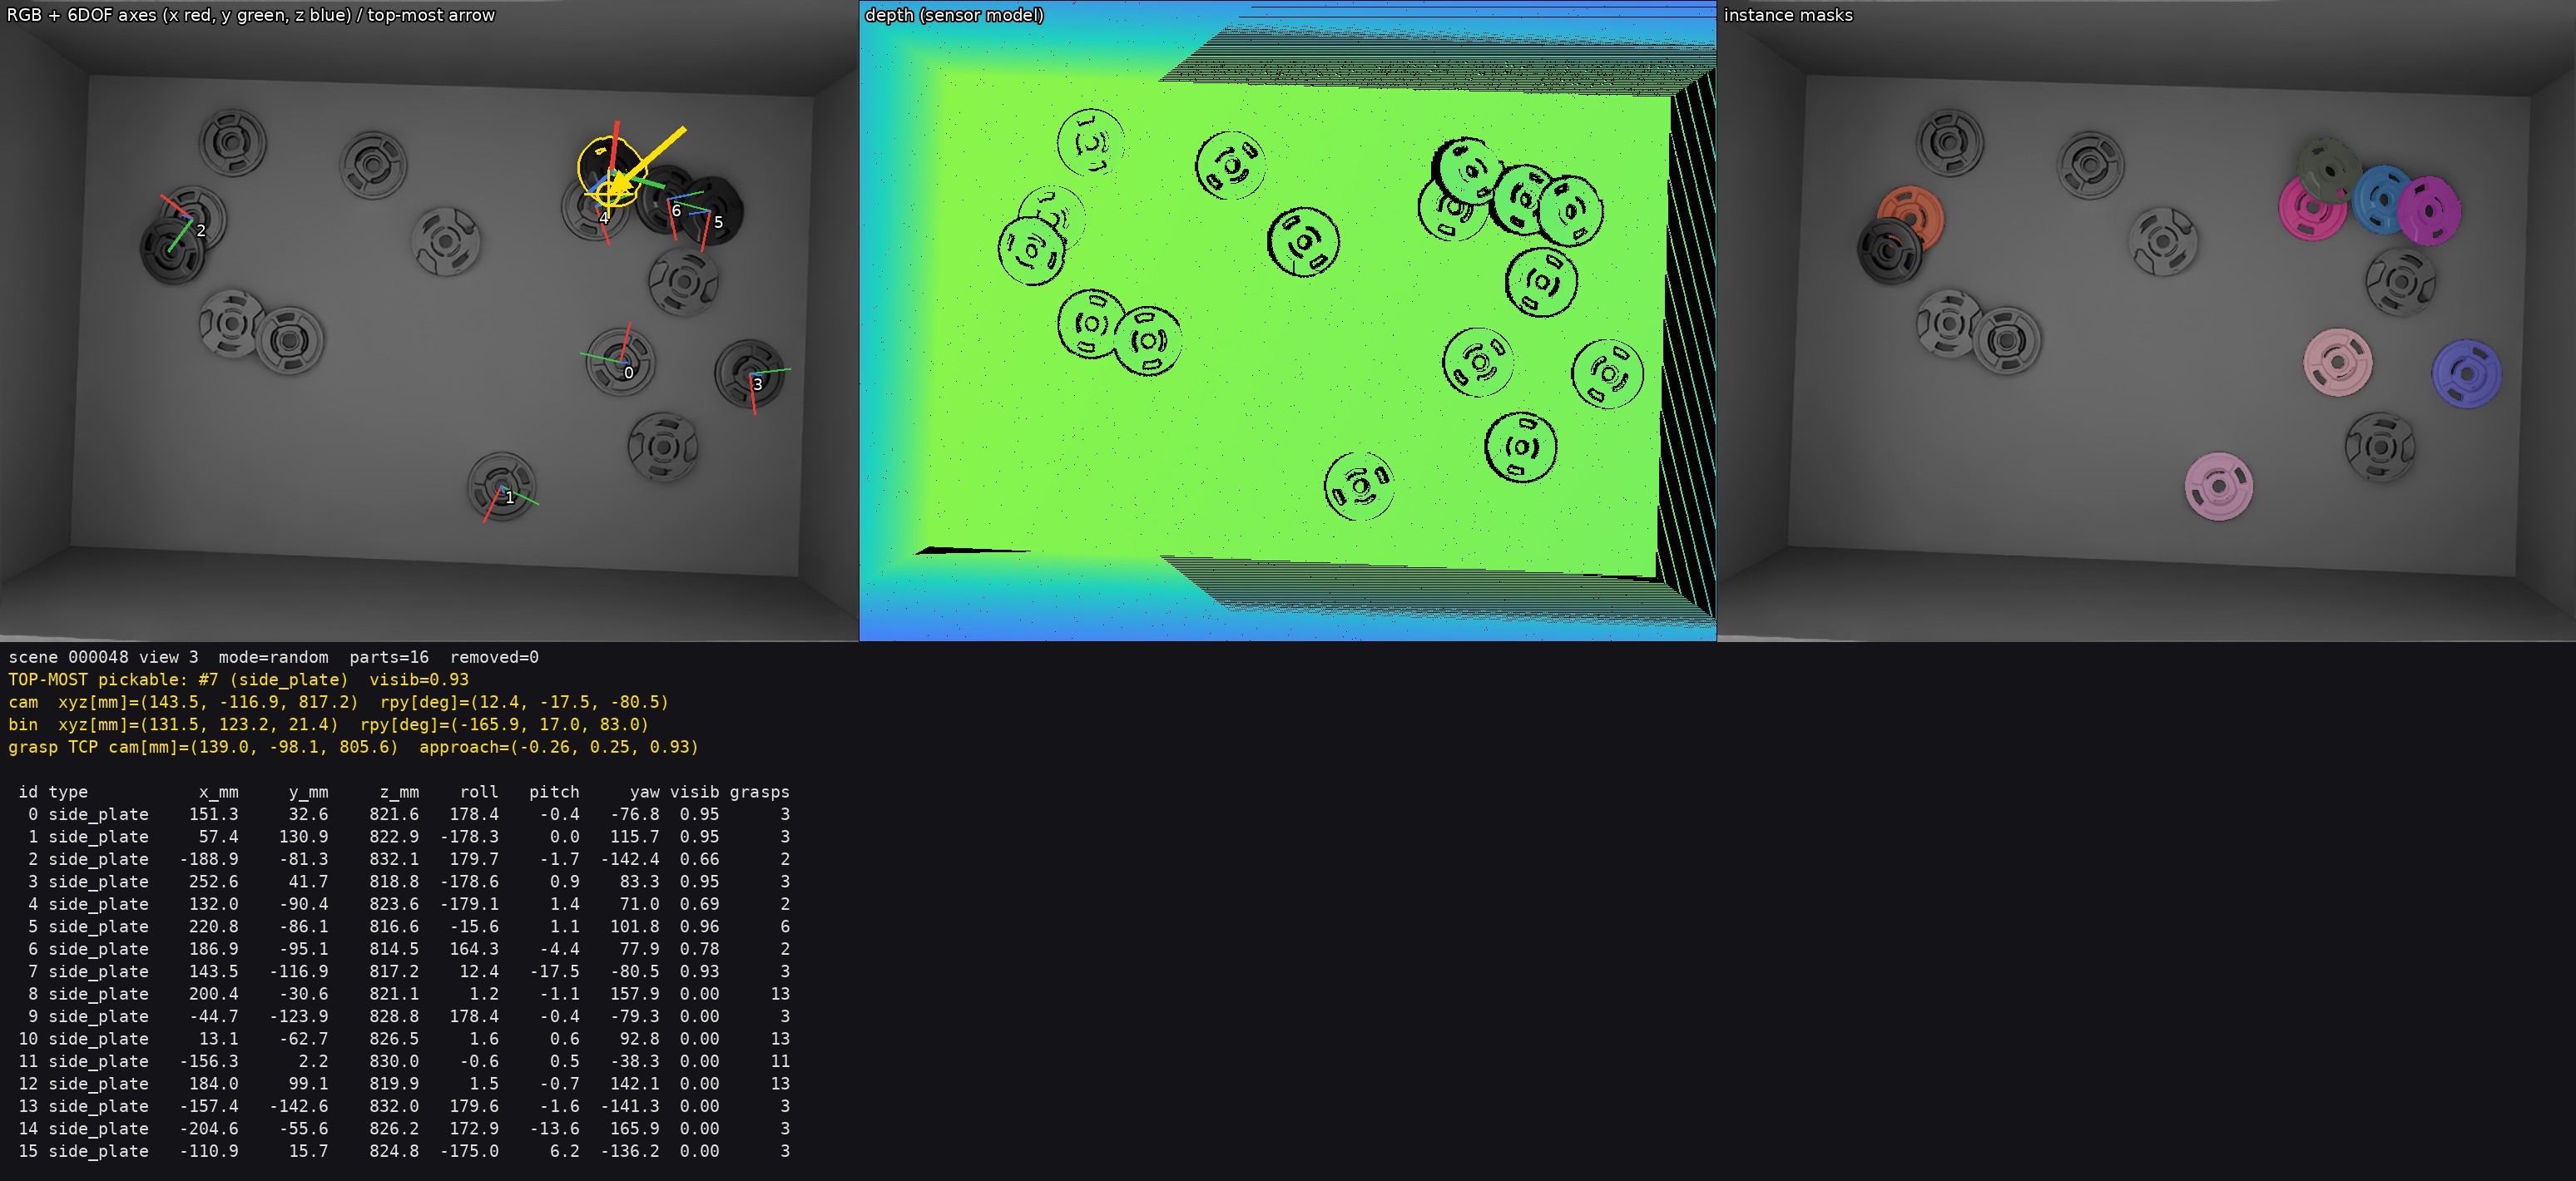 RGB + 6DOF axes (x red, y green, z blue) / top-most arrow
depth (sensor model)
instance masks
2
4
6
5
0
3
1
scene 000048 view 3 mode=random parts=16 removed=0
TOP-MOST pickable: #7 (side_plate) visib=0.93
cam xyz[mm]=(143.5, -116.9, 817.2) rpy[deg]=(12.4, -17.5, -80.5)
bin xyz[mm]=(131.5, 123.2, 21.4) rpy[deg]=(-165.9, 17.0, 83.0)
grasp TCP cam[mm]=(139.0, -98.1, 805.6) approach=(-0.26, 0.25, 0.93)
id type x_mm y_mm z_mm roll pitch yaw visib grasps
0 side_plate 151.3 32.6 821.6 178.4 -0.4 -76.8 0.95 3
1 side_plate 57.4 130.9 822.9 -178.3 0.0 115.7 0.95 3
2 side_plate -188.9 -81.3 832.1 179.7 -1.7 -142.4 0.66 2
3 side_plate 252.6 41.7 818.8 -178.6 0.9 83.3 0.95 3
4 side_plate 132.0 -90.4 823.6 -179.1 1.4 71.0 0.69 2
5 side_plate 220.8 -86.1 816.6 -15.6 1.1 101.8 0.96 6
6 side_plate 186.9 -95.1 814.5 164.3 -4.4 77.9 0.78 2
7 side_plate 143.5 -116.9 817.2 12.4 -17.5 -80.5 0.93 3
8 side_plate 200.4 -30.6 821.1 1.2 -1.1 157.9 0.00 13
9 side_plate -44.7 -123.9 828.8 178.4 -0.4 -79.3 0.00 3
10 side_plate 13.1 -62.7 826.5 1.6 0.6 92.8 0.00 13
11 side_plate -156.3 2.2 830.0 -0.6 0.5 -38.3 0.00 11
12 side_plate 184.0 99.1 819.9 1.5 -0.7 142.1 0.00 13
13 side_plate -157.4 -142.6 832.0 179.6 -1.6 -141.3 0.00 3
14 side_plate -204.6 -55.6 826.2 172.9 -13.6 165.9 0.00 3
15 side_plate -110.9 15.7 824.8 -175.0 6.2 -136.2 0.00 3